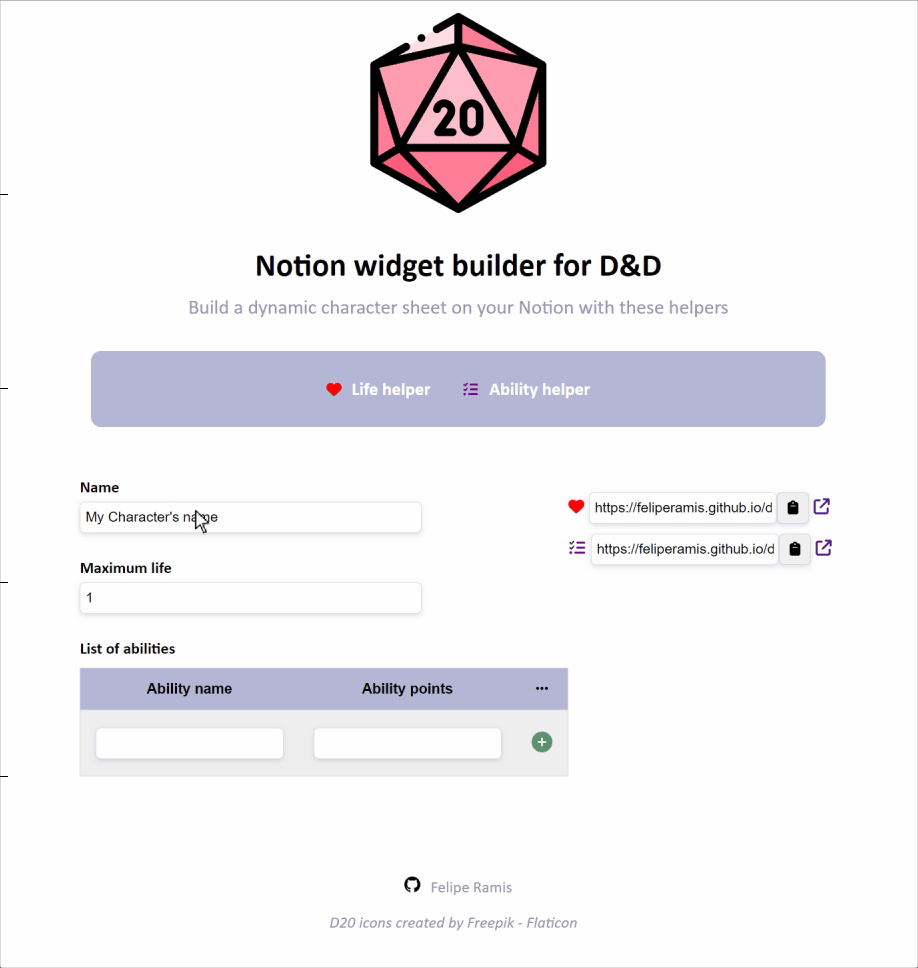 20
Notion widget builder for D&D
Build a dynamic character sheet on your Notion with these helpers
Life helper Ability helper
Name
My Character's name
https://feliperamis.github.io/d
https://feliperamis.github.io/d
Maximum life
1
List of abilities
Ability name Ability points ...
Felipe Ramis
D20 icons created by Freepik - Flaticon